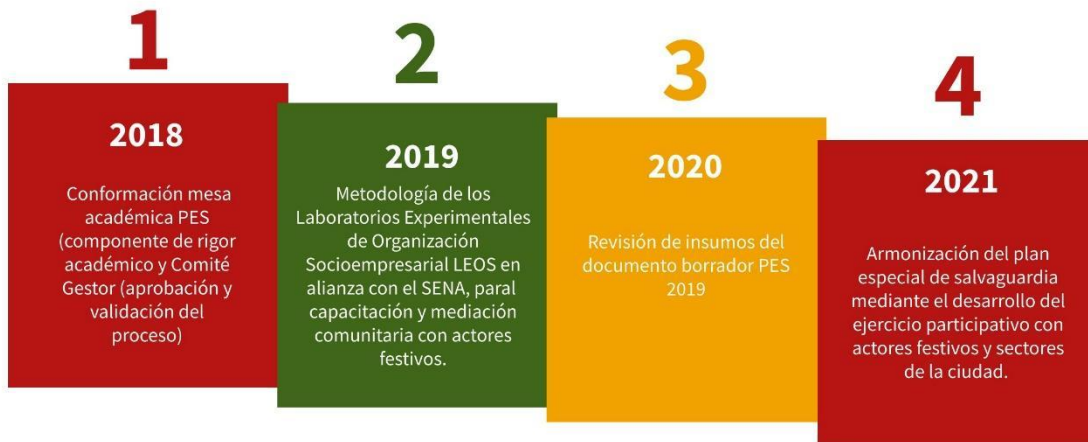 1
2018
Conformación mesa
académica PES
(componente de rigor
académico y Comité
Gestor (aprobación y
validación del
proceso)
2
2019
Metodología de los
Laboratorios Experimentales
de Organización
Socioempresarial LEOS en
alianza con el SENA, paral
capacitación y mediación
comunitaria con actores
festivos.
3
2020
Revisión de insumos del
documento borrador PES
2019
4
2021
Armonización del plan
especial de salvaguardia
mediante el desarrollo del
ejercicio participativo con
actores festivos y sectores
de la ciudad.